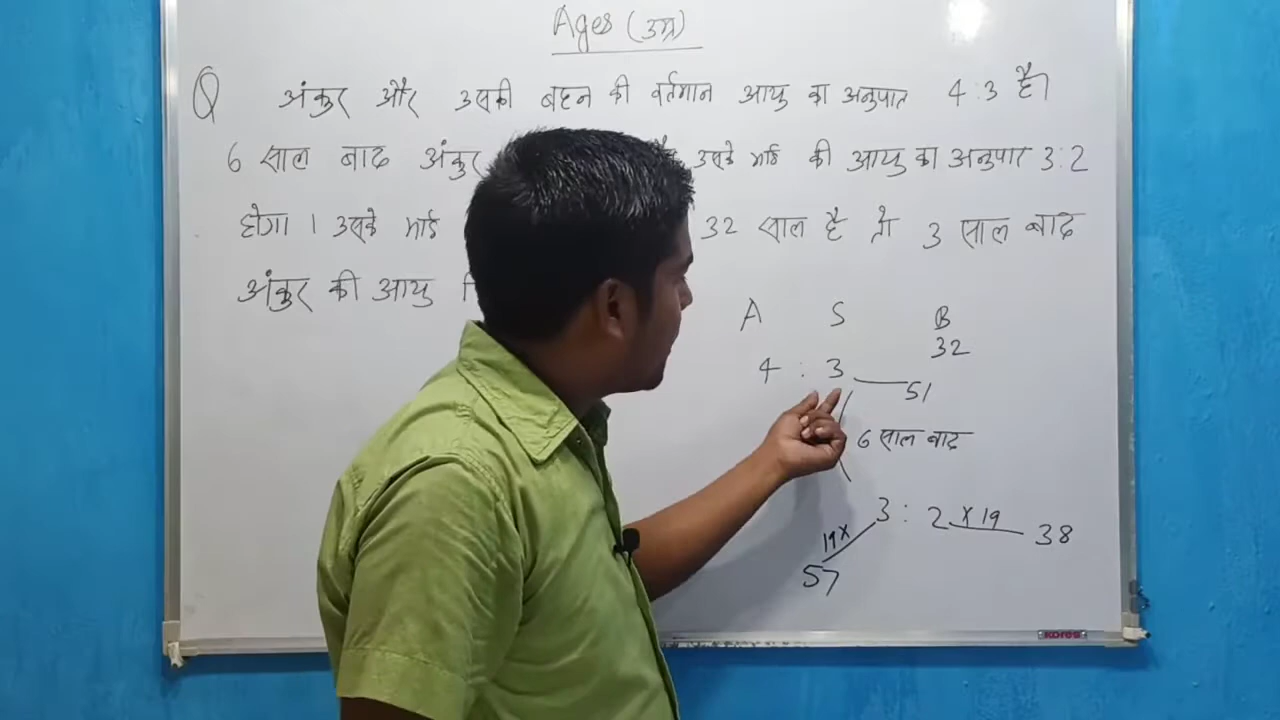 Ages (उम्र)
Q अंकुर और उसकी बहन की वर्तमान आयु का अनुपात 4:3 है।
6 साल बाद अंकुर उसके भाई की आयु का अनुपात 3:2
होगा। उसके भाई 32 साल है तो 3 साल बाद
अंकुर की आयु
A S B
32
4 : 3 51
6 साल बाद
3 : 2 x 19 38
19x
57
kores